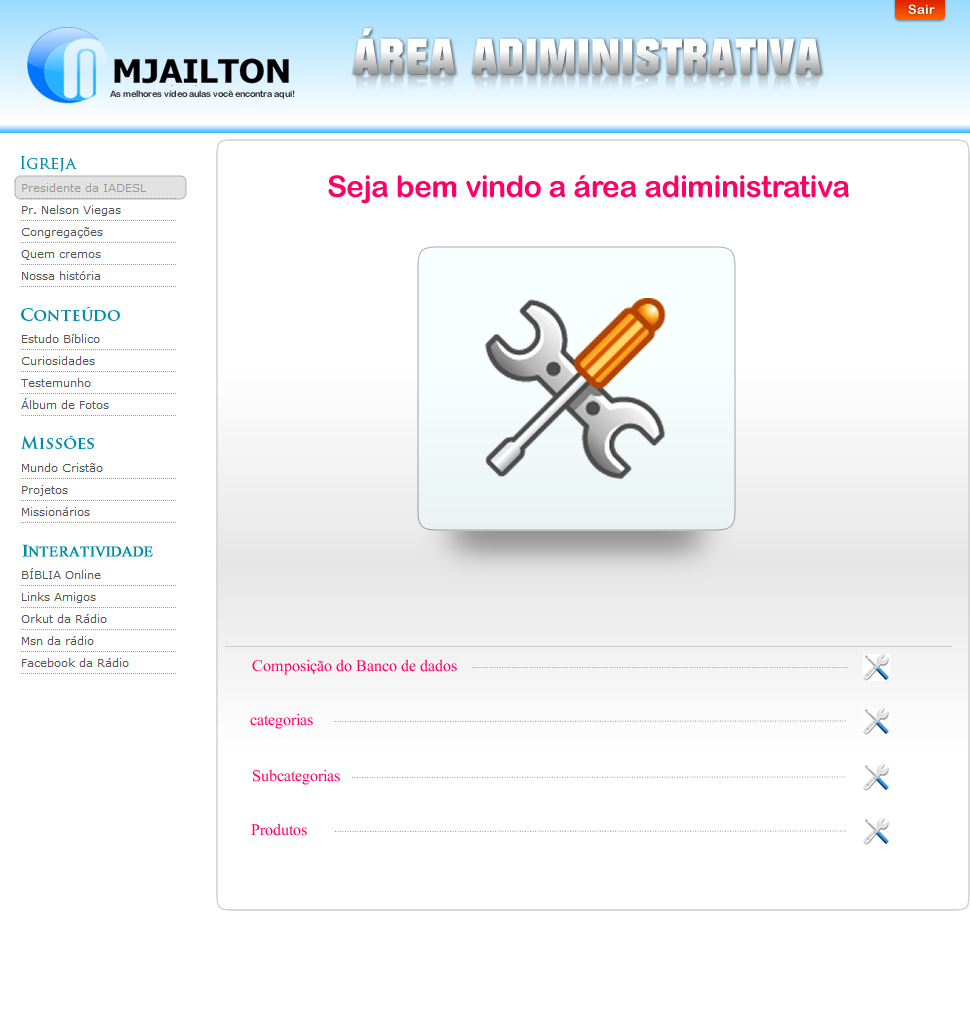 Sair
MJAILTON
As melhores vídeo aulas você encontra aqui!
ÁREA ADIMINISTRATIVA
Igreja
Presidente da IADESL
Pr. Nelson Viegas
Congregações
Quem cremos
Nossa história
Conteúdo
Estudo Bíblico
Curiosidades
Testemunho
Álbum de Fotos
Missões
Mundo Cristão
Projetos
Missionários
Interatividade
BÍBLIA Online
Links Amigos
Orkut da Rádio
Msn da rádio
Facebook da Rádio
Seja bem vindo a área adiministrativa
Composição do Banco de dados
categorias
Subcategorias
Produtos